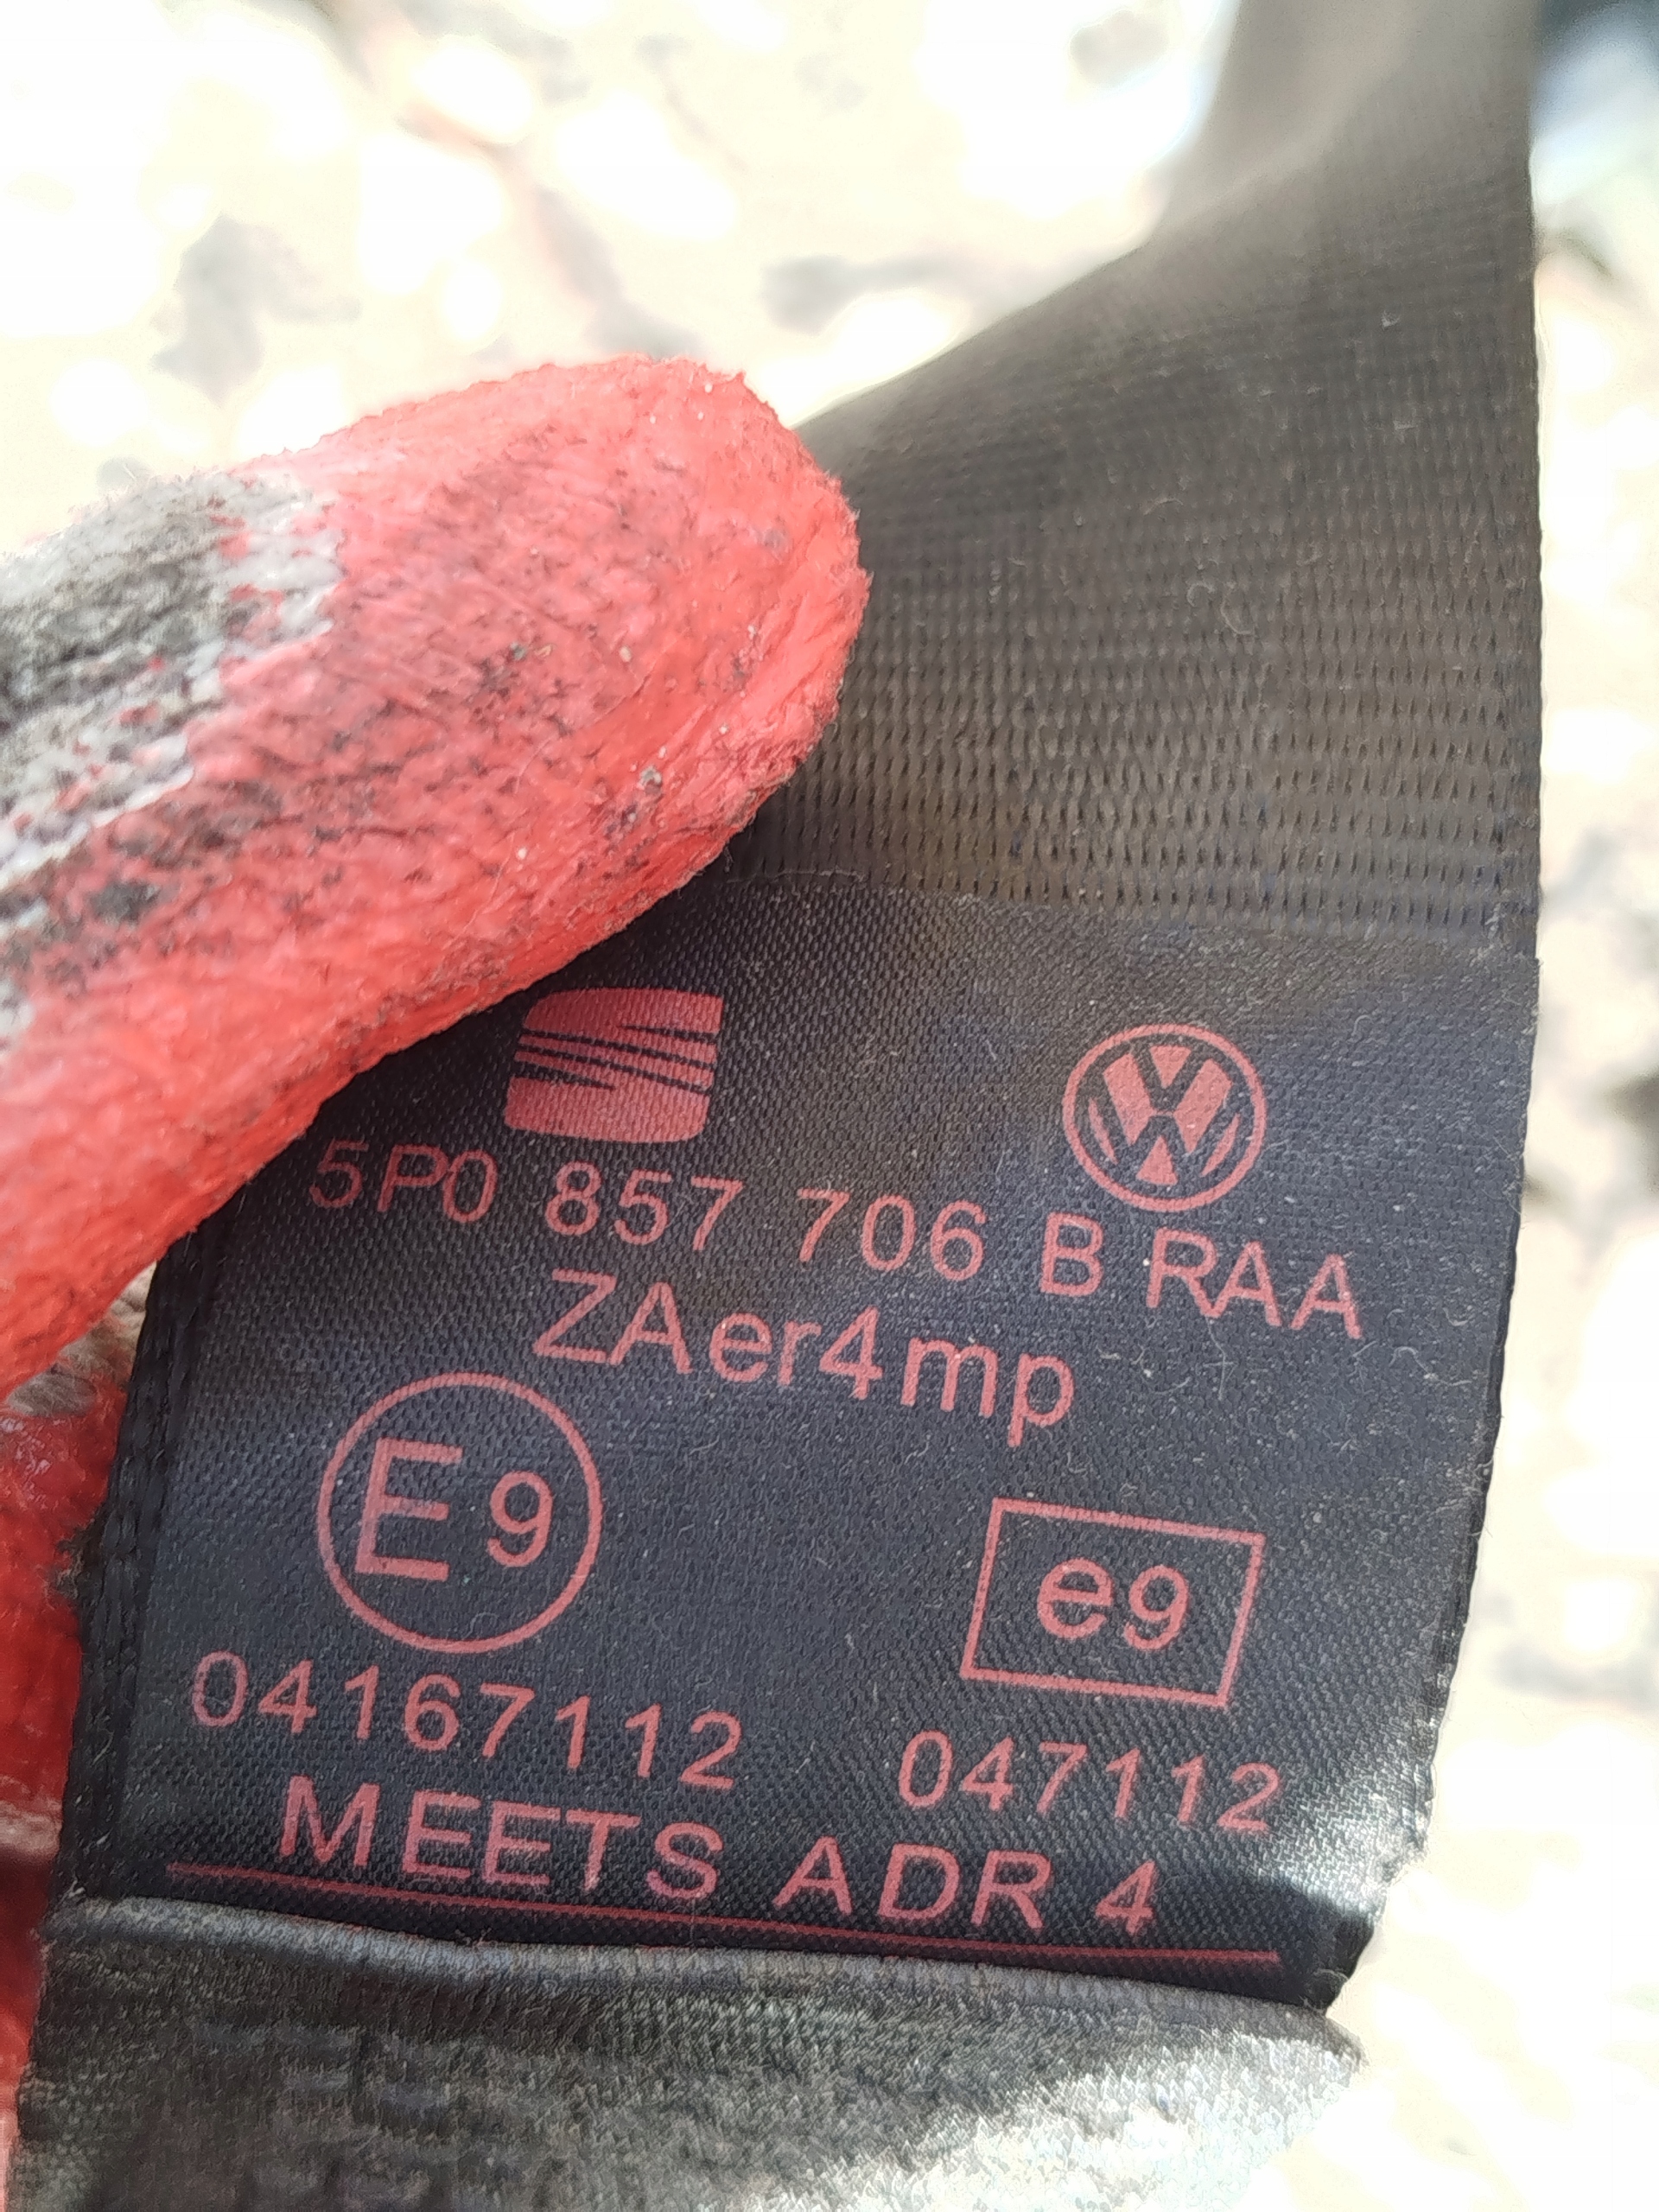 5P0 857 706 B RAA
ZAer4mp
E9
e9
04167112 047112
MEETS ADR 4